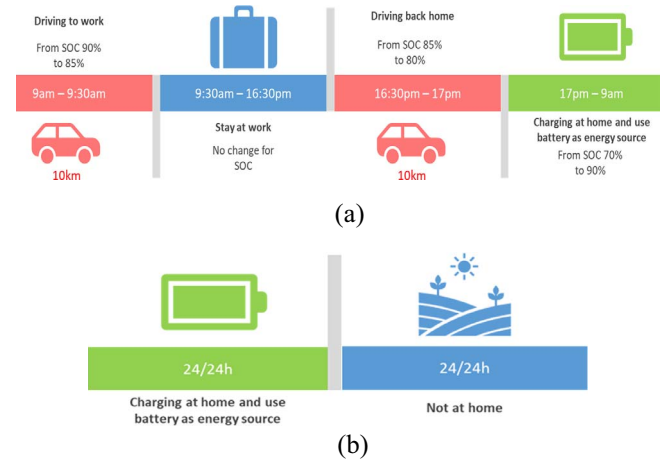 Driving to work
From SOC 90%
to 85%
9am – 9:30am
10km
9:30am – 16:30pm
Stay at work
No change for
SOC
Driving back home
From SOC 85%
to 80%
16:30pm – 17pm
10km
17pm – 9am
Charging at home and use
battery as energy source
From SOC 70%
to 90%
(a)
24/24h
Charging at home and use
battery as energy source
24/24h
Not at home
(b)